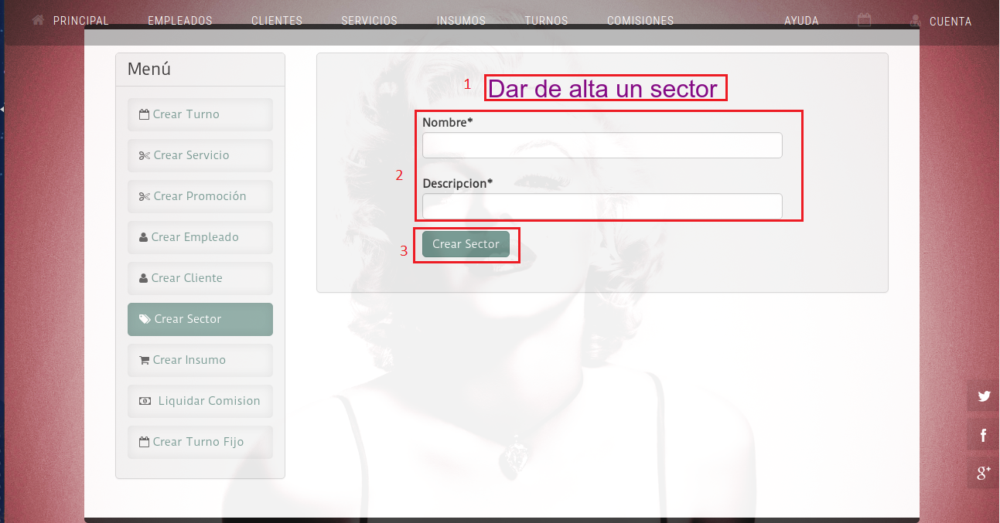 PRINCIPAL EMPLEADOS CLIENTES SERVICIOS INSUMOS TURNOS COMISIONES AYUDA CUENTA
Menú
Crear Turno
Crear Servicio
Crear Promoción
Crear Empleado
Crear Cliente
Crear Sector
Crear Insumo
Liquidar Comision
Crear Turno Fijo
1 Dar de alta un sector
Nombre*
2
Descripcion*
3 Crear Sector